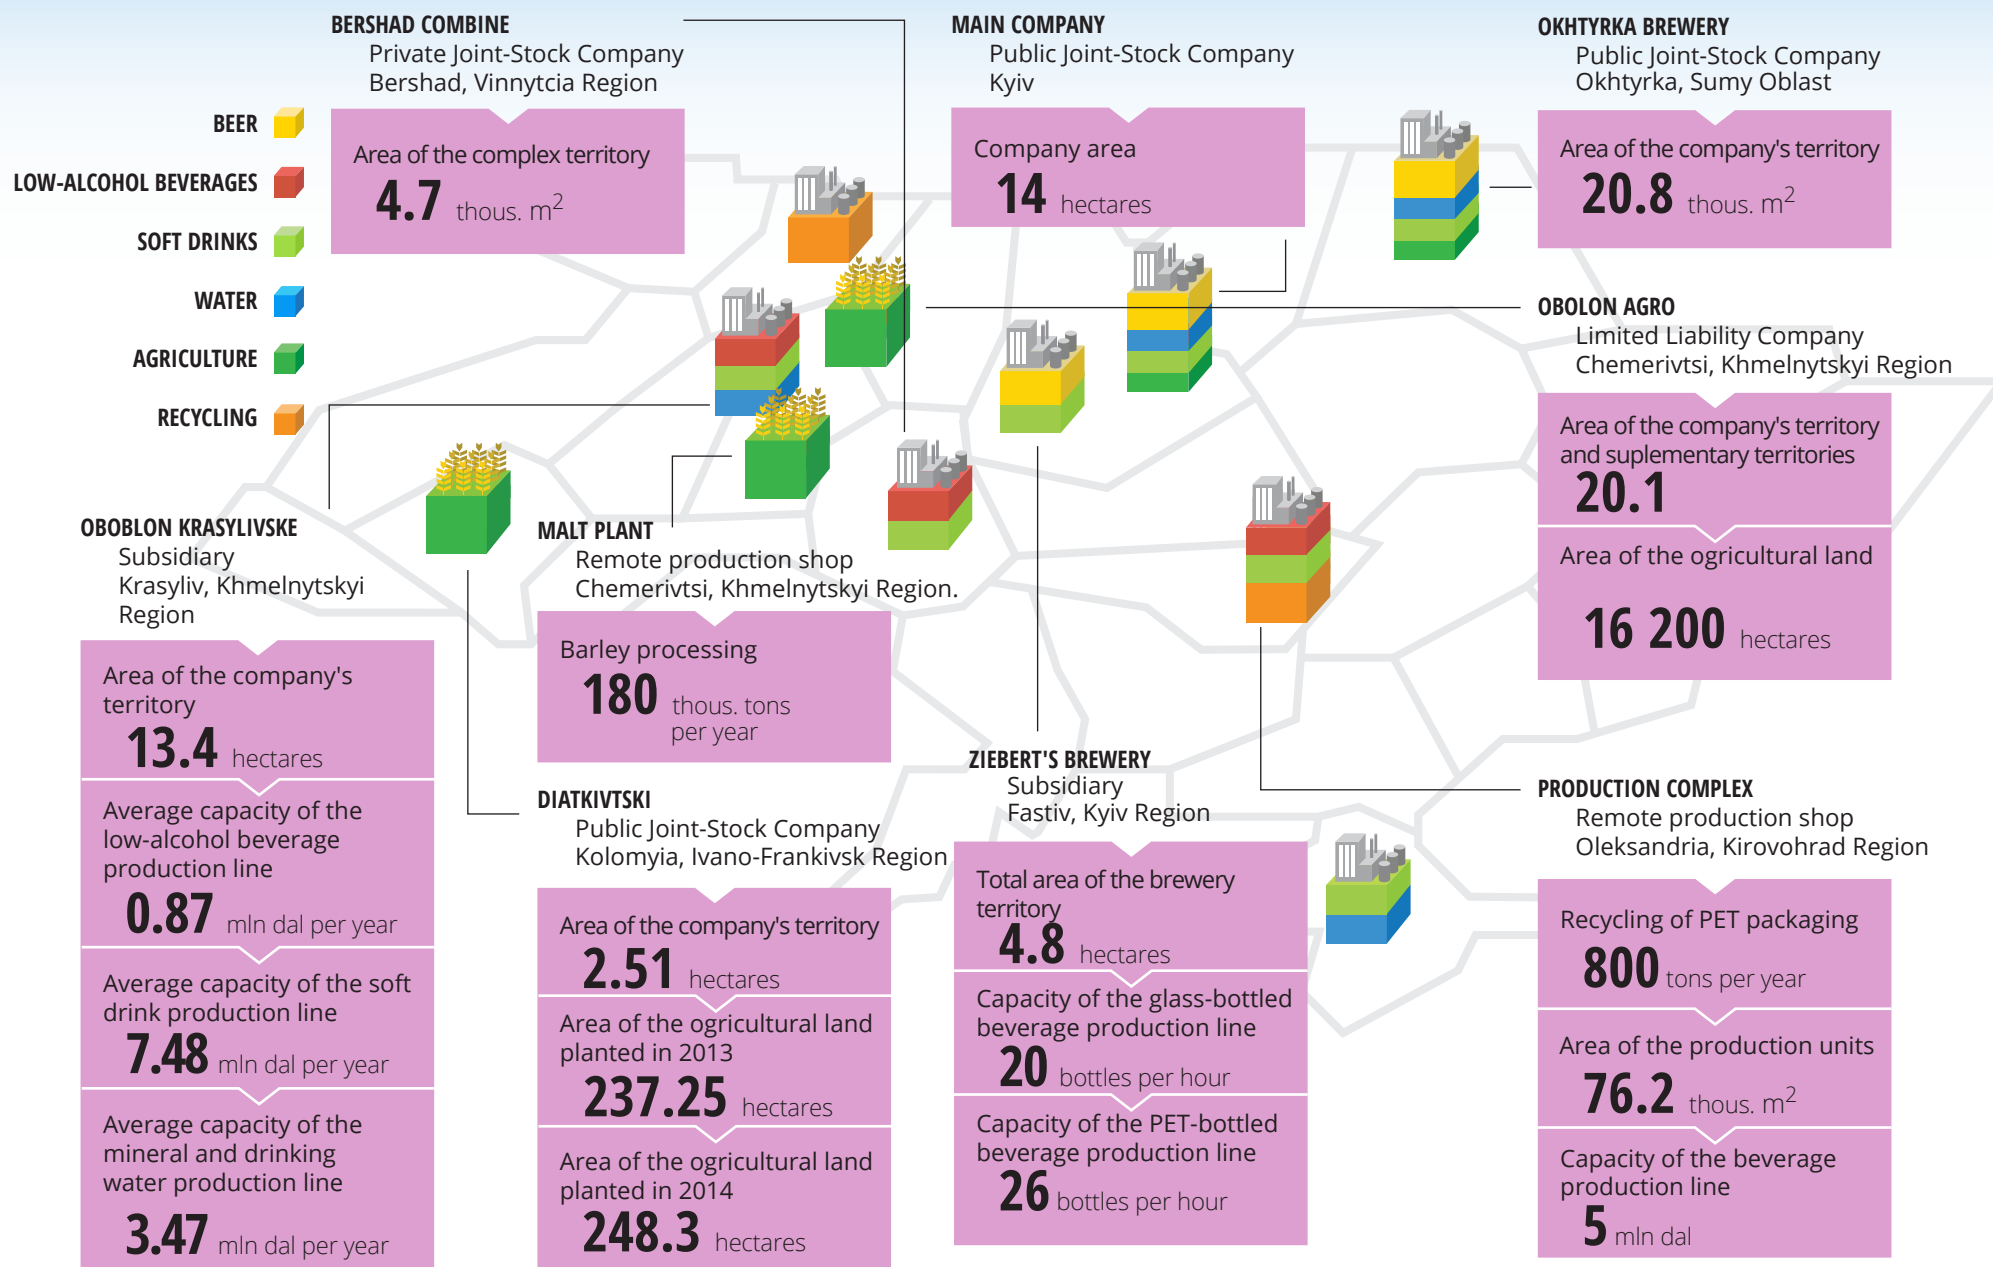 BERSHAD COMBINE
Private Joint-Stock Company
Bershad, Vinnytcia Region
Area of the complex territory
4.7 thous. m²
MAIN COMPANY
Public Joint-Stock Company
Kyiv
Company area
14 hectares
OKHTYRKA BREWERY
Public Joint-Stock Company
Okhtyrka, Sumy Oblast
Area of the company's territory
20.8 thous. m²
BEER
LOW-ALCOHOL BEVERAGES
SOFT DRINKS
WATER
AGRICULTURE
RECYCLING
OBOLON AGRO
Limited Liability Company
Chemerivtsi, Khmelnytskyi Region
Area of the company's territory
and suplementary territories
20.1
Area of the ogricultural land
16 200 hectares
OBOBLON KRASYLIVSKE
Subsidiary
Krasyliv, Khmelnytskyi
Region
Area of the company's
territory
13.4 hectares
Average capacity of the
low-alcohol beverage
production line
0.87 mln dal per year
Average capacity of the soft
drink production line
7.48 mln dal per year
Average capacity of the
mineral and drinking
water production line
3.47 mln dal per year
MALT PLANT
Remote production shop
Chemerivtsi, Khmelnytskyi Region.
Barley processing
180 thous. tons
per year
DIATKIVTSKI
Public Joint-Stock Company
Kolomyia, Ivano-Frankivsk Region
Area of the company's territory
2.51 hectares
Area of the ogricultural land
planted in 2013
237.25 hectares
Area of the ogricultural land
planted in 2014
248.3 hectares
ZIEBERT'S BREWERY
Subsidiary
Fastiv, Kyiv Region
Total area of the brewery
territory
4.8 hectares
Capacity of the glass-bottled
beverage production line
20 bottles per hour
Capacity of the PET-bottled
beverage production line
26 bottles per hour
PRODUCTION COMPLEX
Remote production shop
Oleksandria, Kirovohrad Region
Recycling of PET packaging
800 tons per year
Area of the production units
76.2 thous. m²
Capacity of the beverage
production line
5 mln dal